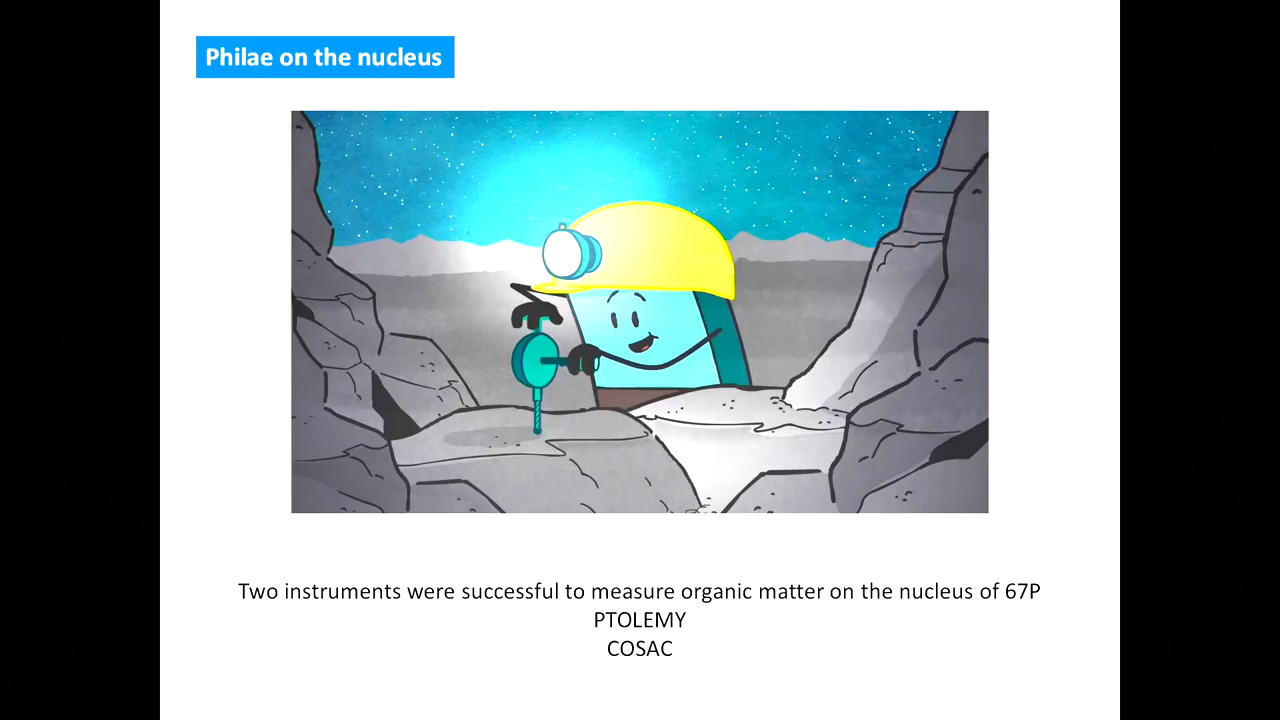 Philae on the nucleus
Two instruments were successful to measure organic matter on the nucleus of 67P
PTOLEMY
COSAC